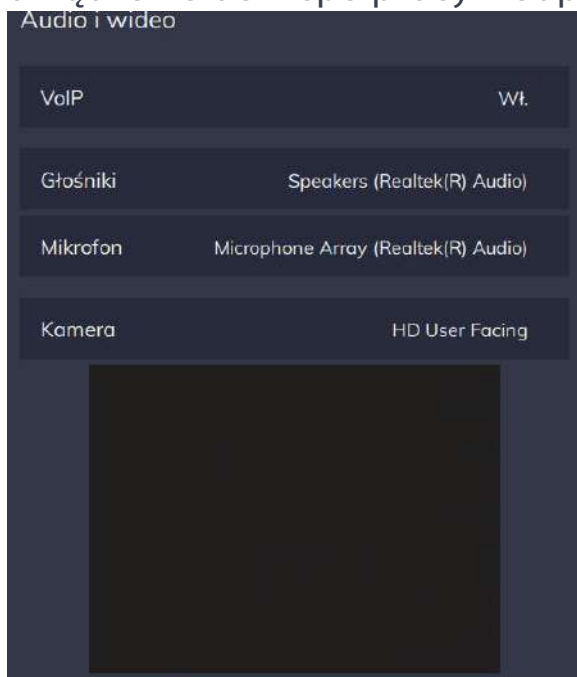 Audio i wideo
VoIP Wł.
Głośniki Speakers (Realtek(R) Audio)
Mikrofon Microphone Array (Realtek(R) Audio)
Kamera HD User Facing